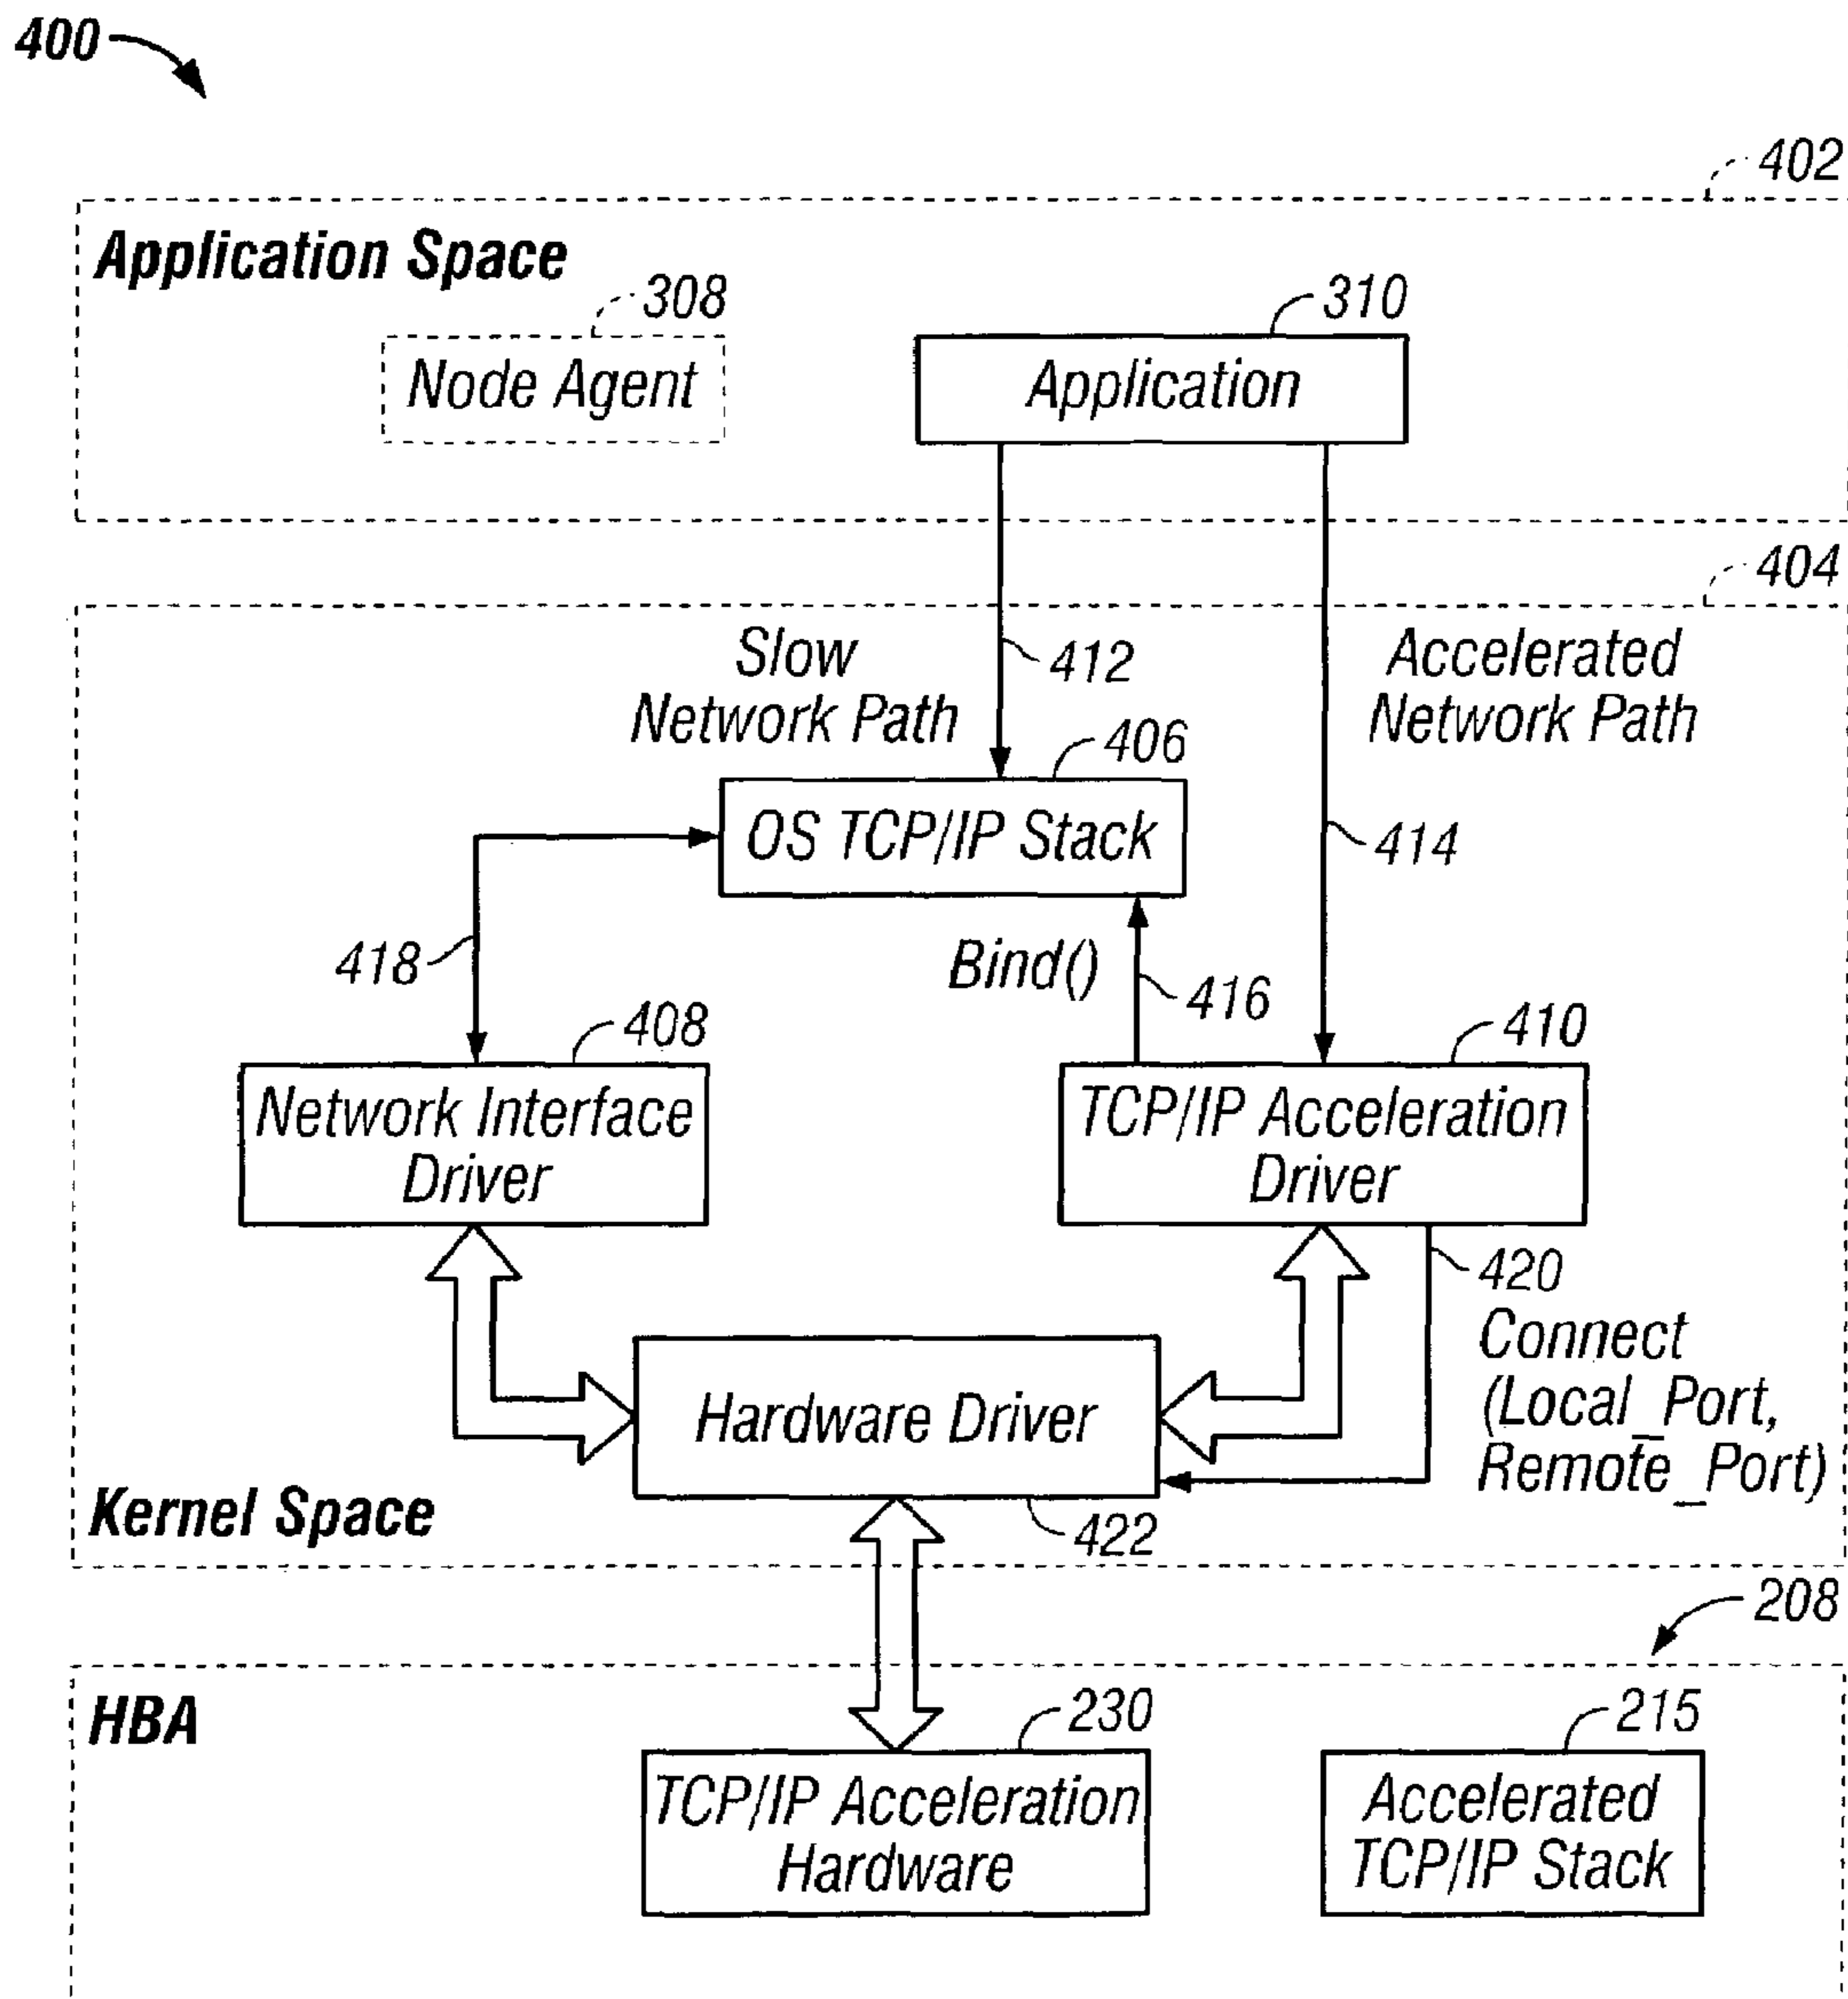 400
402
Application Space
308
310
Node Agent
Application
404
Slow
Network Path
412
Accelerated
Network Path
406
OS TCP/IP Stack
414
418
Bind()
416
408
410
Network Interface
Driver
TCP/IP Acceleration
Driver
420
Connect
(Local_Port,
Remote_Port)
Hardware Driver
Kernel Space
422
208
HBA
230
215
TCP/IP Acceleration
Hardware
Accelerated
TCP/IP Stack